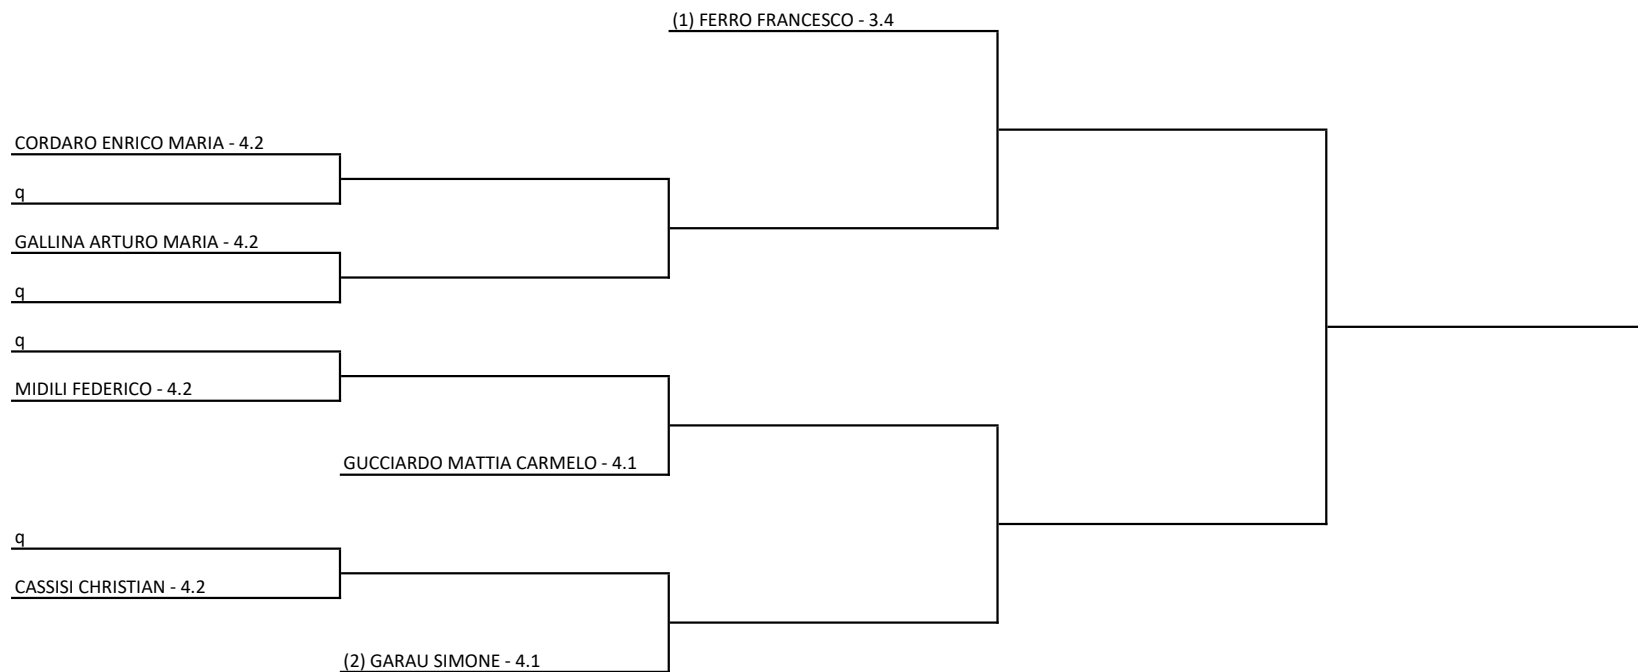 (1) FERRO FRANCESCO - 3.4
CORDARO ENRICO MARIA - 4.2
q
GALLINA ARTURO MARIA - 4.2
q
q
MIDILI FEDERICO - 4.2
GUCCIARDO MATTIA CARMELO - 4.1
q
CASSISI CHRISTIAN - 4.2
(2) GARAU SIMONE - 4.1